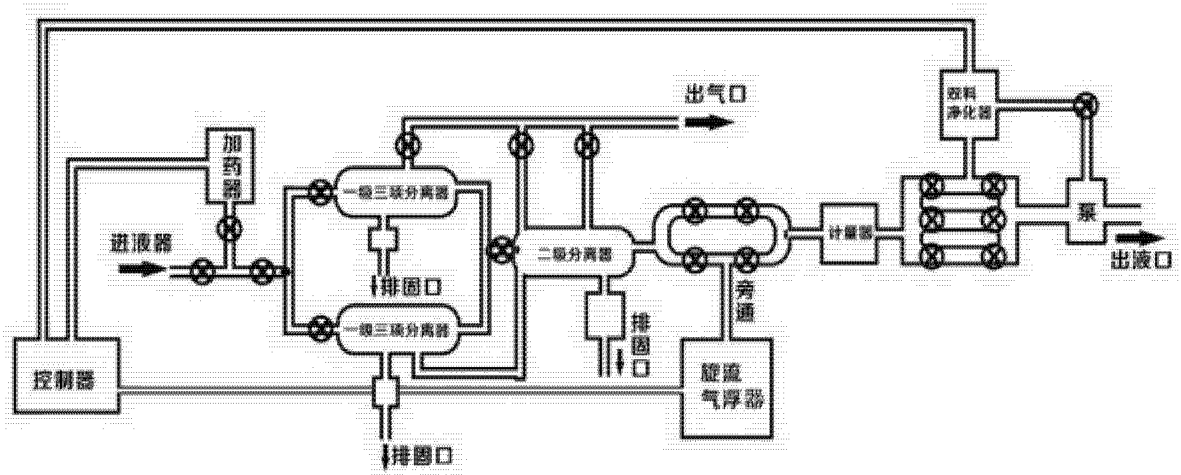 出气口
双料
净化器
加
药
器
一级三项分离器
泵
进液器
计量器
二级分离器
出液口
排固口
旁
通
排
固
口
一级三项分离器
控制器
旋流
气浮器
排固口